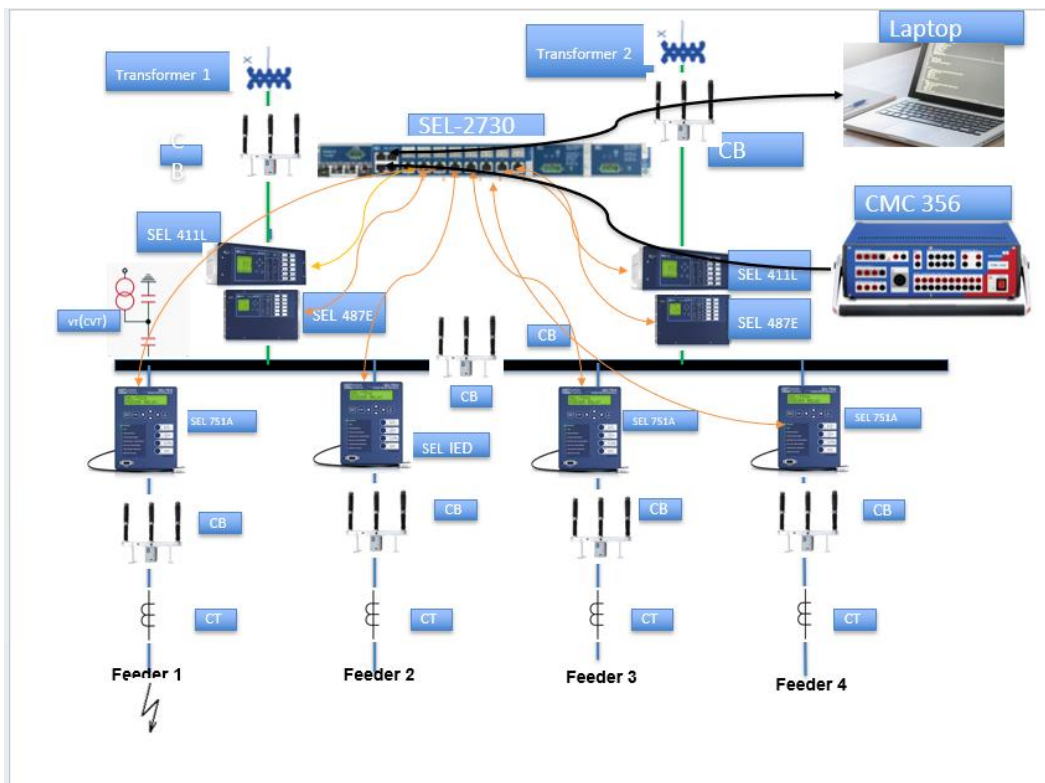 Laptop
Transformer 1
X
Transformer 2
X
SEL-2730
C
B
CB
CMC 356
SEL 411L
SEL 411L
VT(CVT)
SEL 487E
SEL 487E
CB
CB
SEL 751A
SEL IED
SEL 751A
SEL 751A
CB
CB
CB
CB
CT
CT
CT
CT
Feeder 1
Feeder 2
Feeder 3
Feeder 4